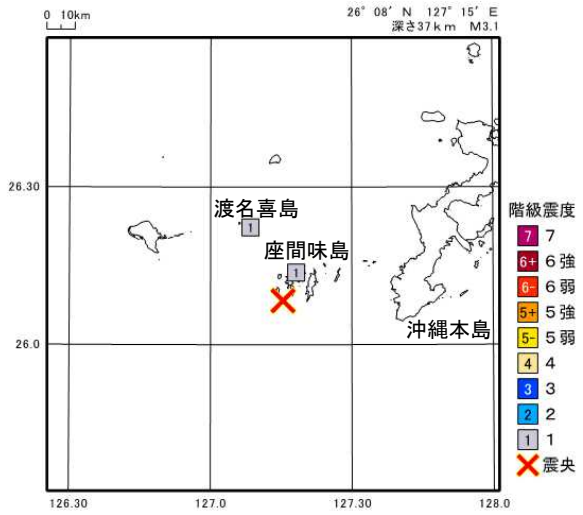 0 10km
26° 08′ N 127° 15′ E
深さ37km M3.1
26.30
渡名喜島
1
座間味島
1
沖縄本島
26.0
126.30 127.0 127.30 128.0
階級震度
7 7
6+ 6強
6- 6弱
5+ 5強
5- 5弱
4 4
3 3
2 2
1 1
震央